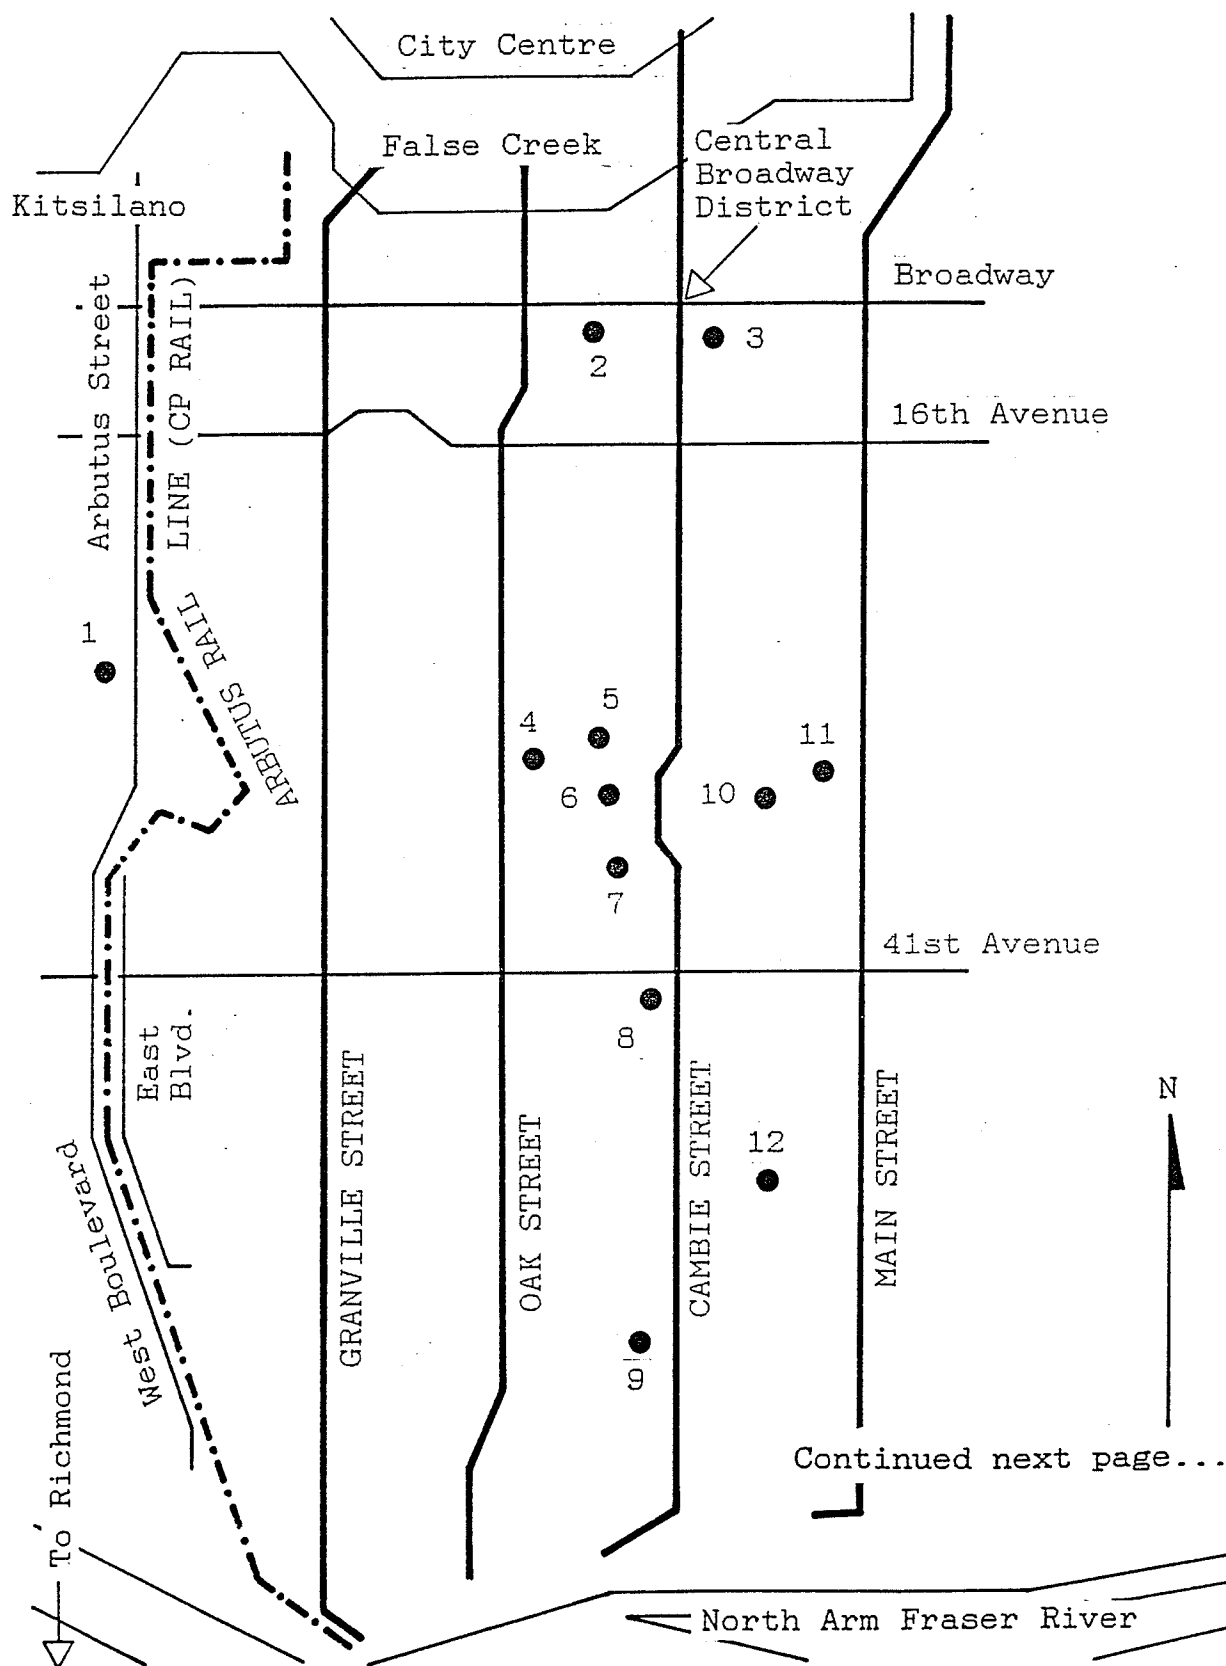 City Centre
False Creek
Central
Broadway
District
Kitsilano
Broadway
Arbutus Street
LINE (CP RAIL)
2
3
16th Avenue
ARBUTUS RAIL
1
5
4
11
6
10
7
41st Avenue
8
East
Blvd.
GRANVILLE STREET
OAK STREET
CAMBIE STREET
MAIN STREET
N
12
West Boulevard
9
To Richmond
Continued next page...
North Arm Fraser River